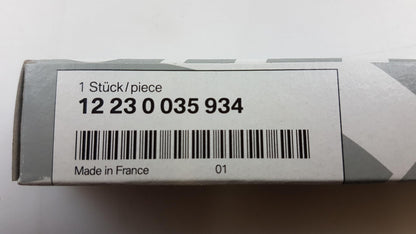 1 Stück/piece
12 23 0 035 934
Made in France 01